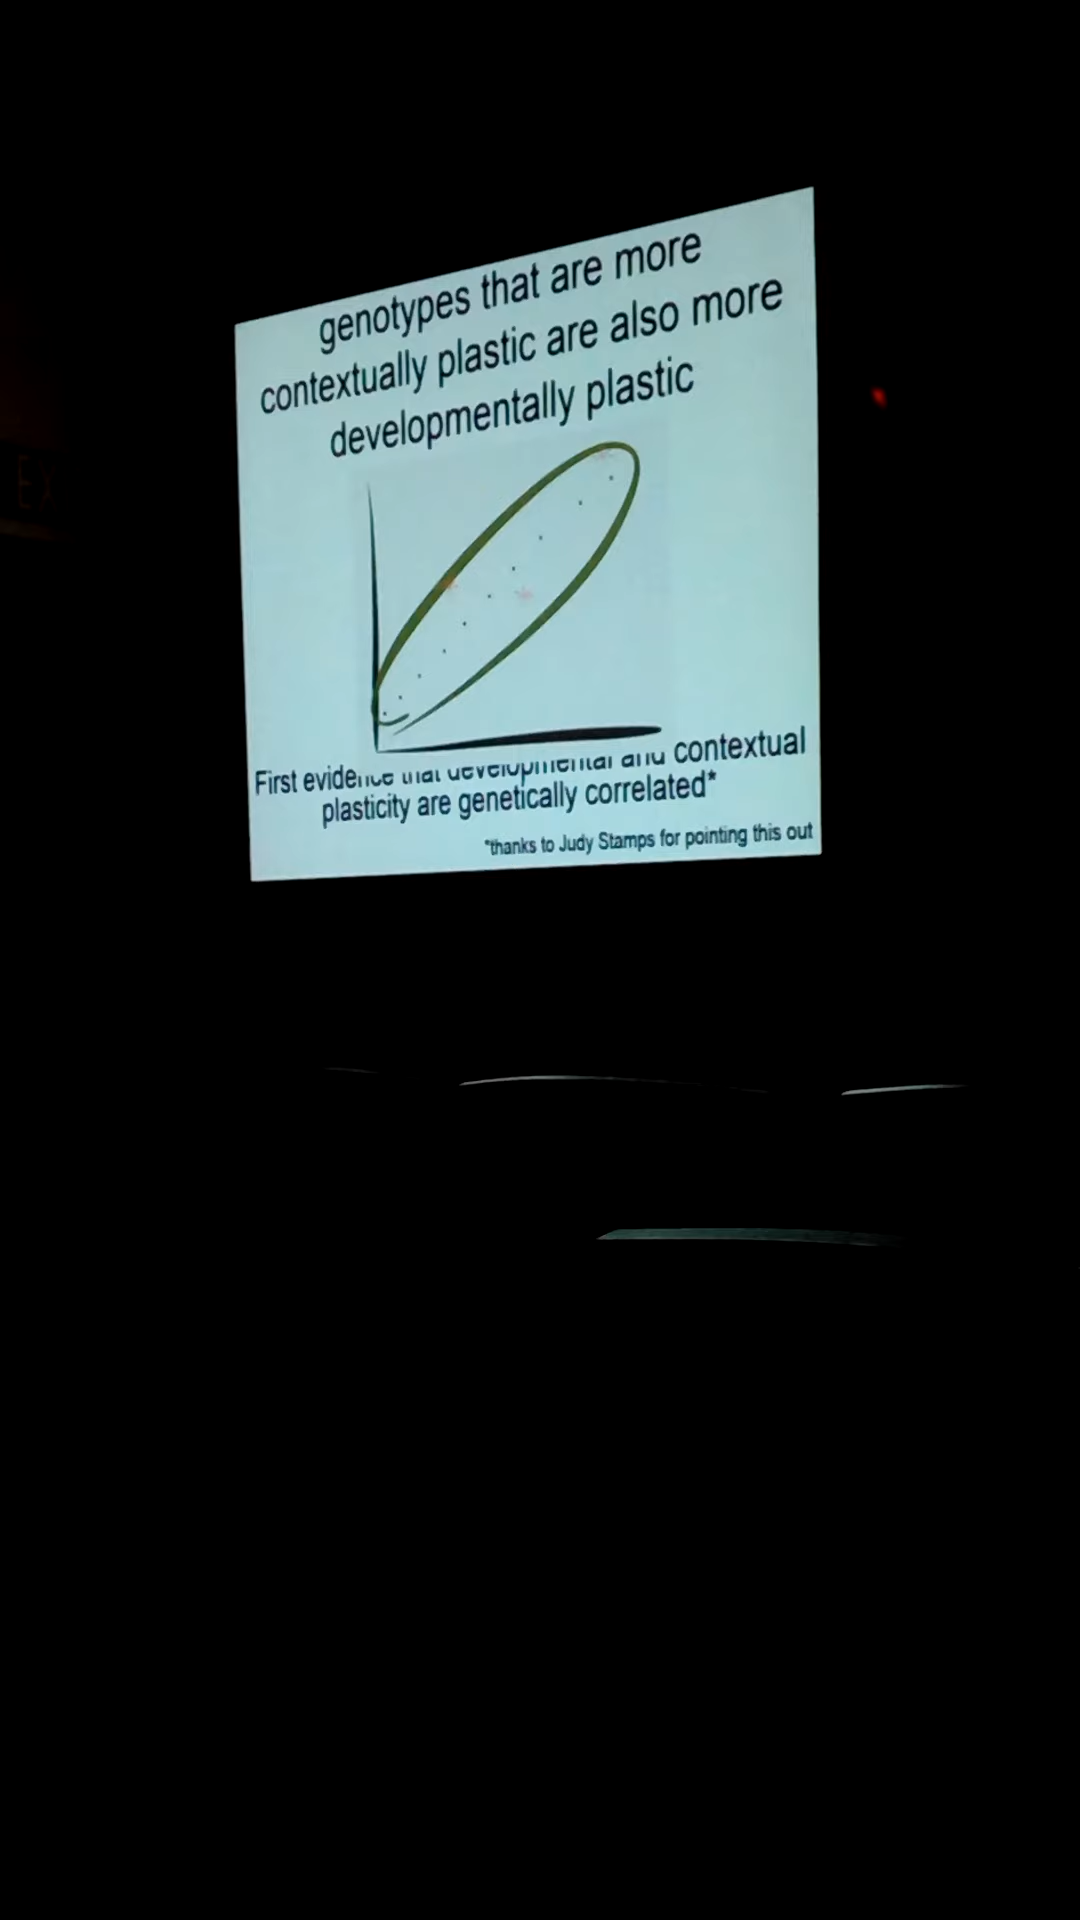 genotypes that are more
contextually plastic are also more
developmentally plastic
First evidence that developmental and contextual
plasticity are genetically correlated*
*thanks to Judy Stamps for pointing this out